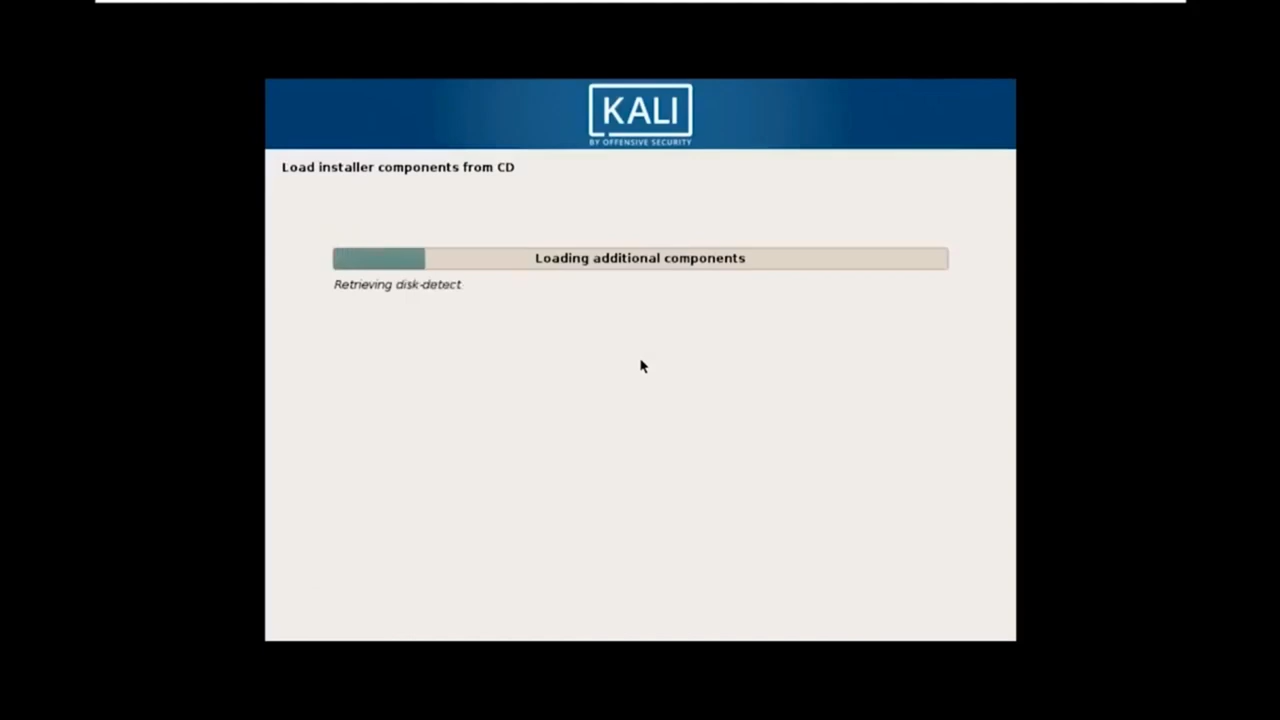 KALI
BY OFFENSIVE SECURITY
Load installer components from CD
Loading additional components
Retrieving disk-detect